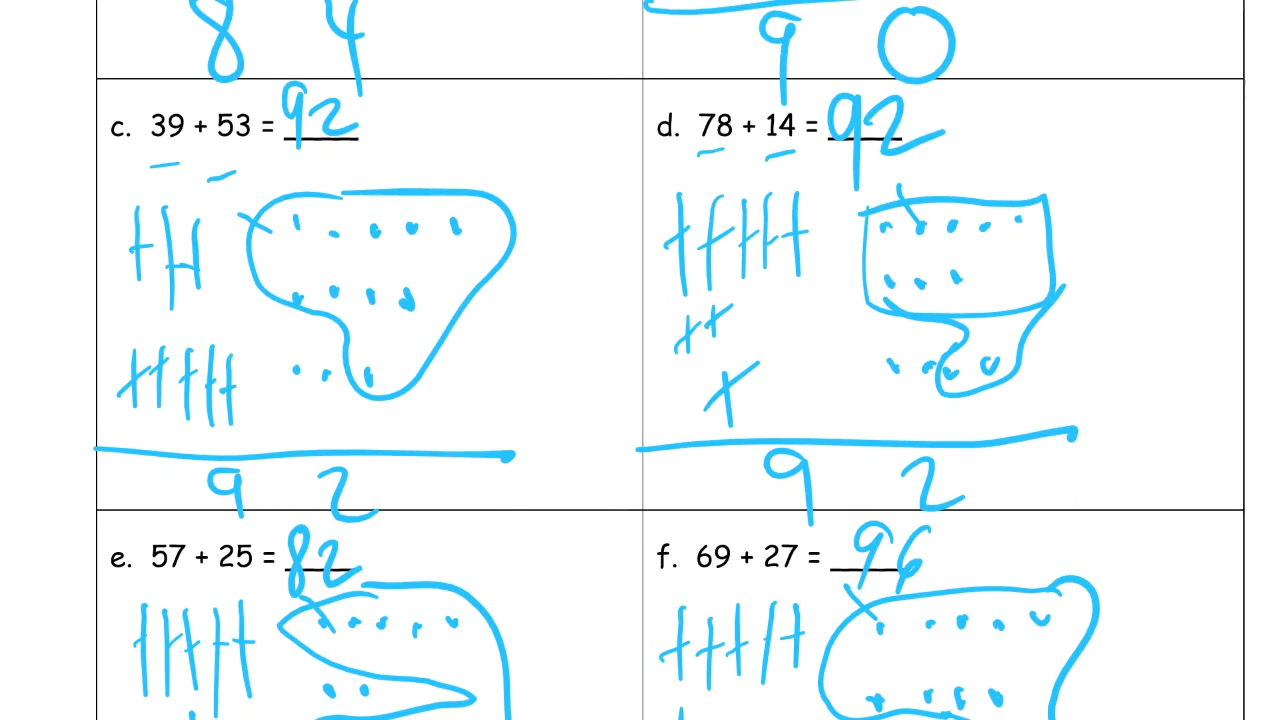 8 4
9 0
c. 39 + 53 = 92
d. 78 + 14 = 92
9 2
9 2
e. 57 + 25 = 82
f. 69 + 27 = 96